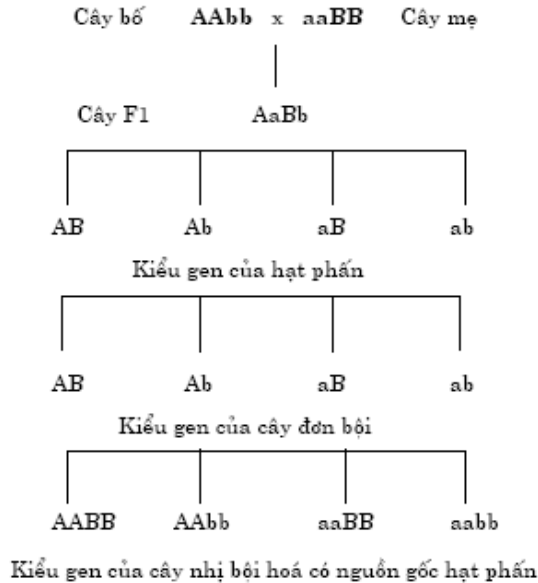 Cây bố AAbb x aaBB Cây mẹ
Cây F1 AaBb
AB Ab aB ab
Kiểu gen của hạt phấn
AB Ab aB ab
Kiểu gen của cây đơn bội
AABB AAbb aaBB aabb
Kiểu gen của cây nhị bội hoá có nguồn gốc hạt phấn